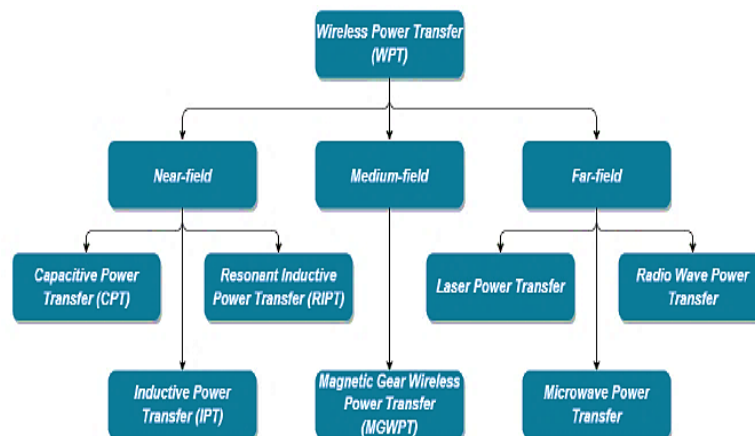 Wireless Power Transfer
(WPT)
Near-field
Medium-field
Far-field
Capacitive Power
Transfer (CPT)
Resonant Inductive
Power Transfer (RIPT)
Laser Power Transfer
Radio Wave Power
Transfer
Inductive Power
Transfer (IPT)
Magnetic Gear Wireless
Power Transfer
(MGWPT)
Microwave Power
Transfer